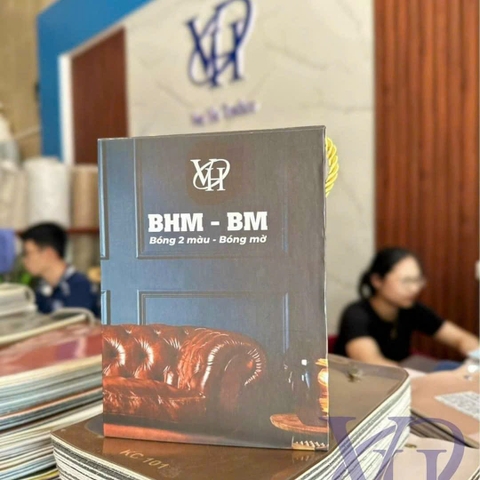 BHM - BM
Bóng 2 màu - Bóng mờ
KC 101